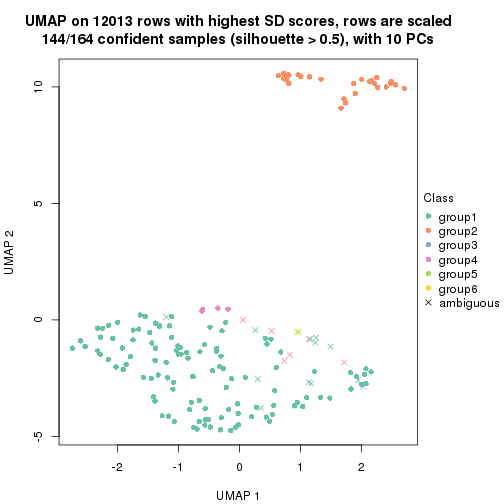 UMAP on 12013 rows with highest SD scores, rows are scaled
144/164 confident samples (silhouette > 0.5), with 10 PCs
10
5
0
-5
UMAP 2
-2
-1
0
1
2
UMAP 1
Class
group1
group2
group3
group4
group5
group6
ambiguous